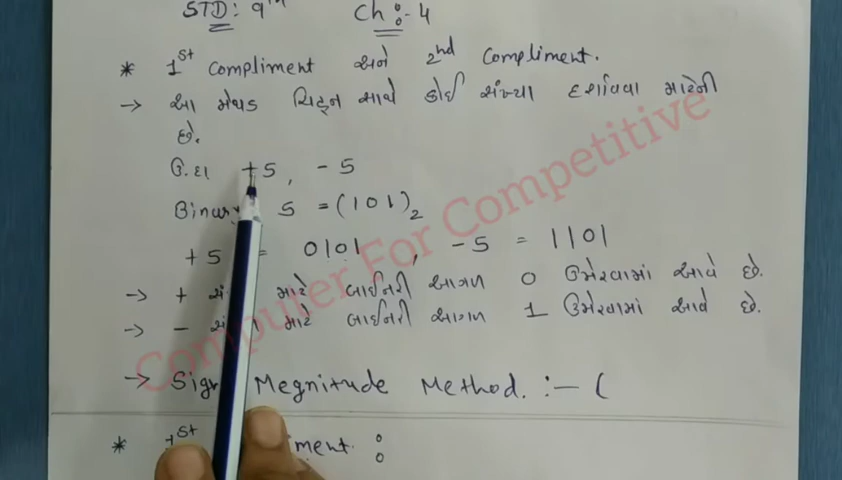 STD: 9th Ch :- 4
* 1st Compliment અને 2nd Compliment.
→ આ મેથડ ચિહ્ન સાથે કોઈ સંખ્યા દર્શાવવા માટેની
છે.
ઉ.દા +5, - 5
Binary 5 = (101)2
+5 = 0101, -5 = 1101
→ + માટે બાઈનરી આગળ 0 ઉમેરવામાં આવે છે.
→ - માટે બાઈનરી આગળ 1 ઉમેરવામાં આવે છે.
→ Sign Megnitude Method. :- (
* 1st ment :
Computer For Competitive